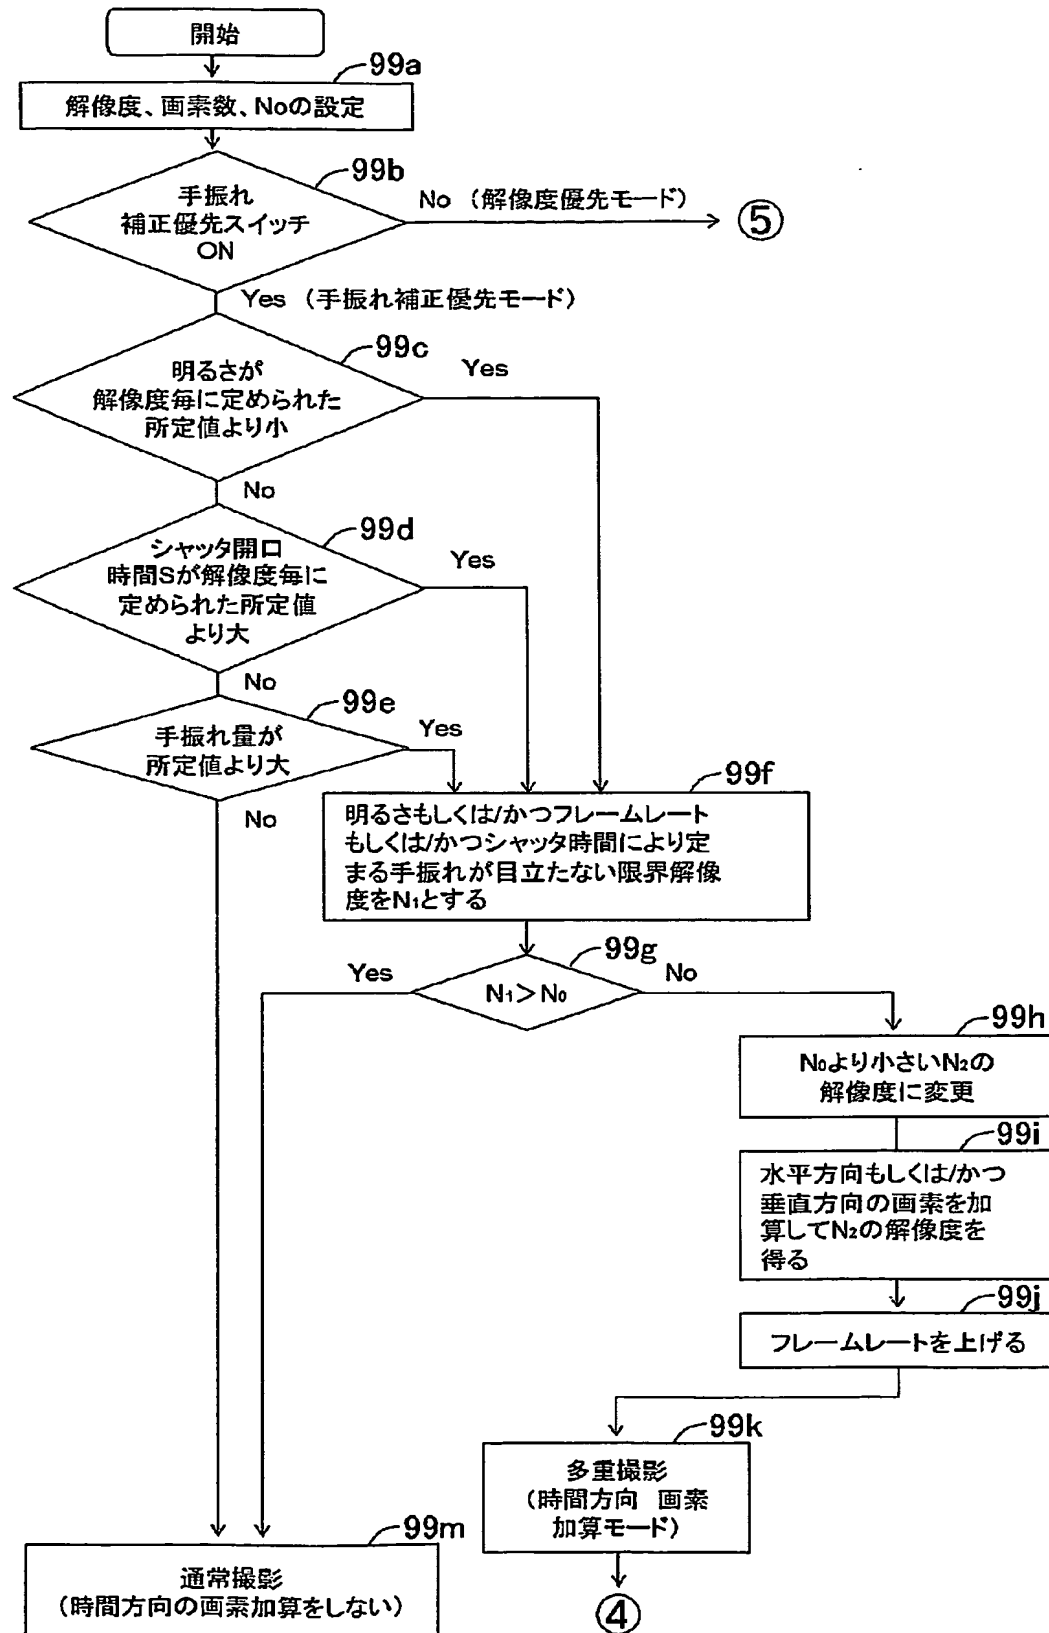 開始
99a
解像度、画素数、Noの設定
99b
手振れ
補正優先スイッチ
ON
No (解像度優先モード)
⑤
Yes (手振れ補正優先モード)
99c
明るさが
解像度毎に定められた
所定値より小
Yes
No
99d
シャッタ開口
時間Sが解像度毎に
定められた所定値
より大
Yes
No
99e
手振れ量が
所定値より大
Yes
No
99f
明るさもしくは/かつフレームレート
もしくは/かつシャッタ時間により定
まる手振れが目立たない限界解像
度をN₁とする
99g
Yes
N₁>N₀
No
99h
N₀より小さいN₂の
解像度に変更
99i
水平方向もしくは/かつ
垂直方向の画素を加
算してN₂の解像度を
得る
99j
フレームレートを上げる
99k
多重撮影
(時間方向 画素
加算モード)
④
99m
通常撮影
(時間方向の画素加算をしない)